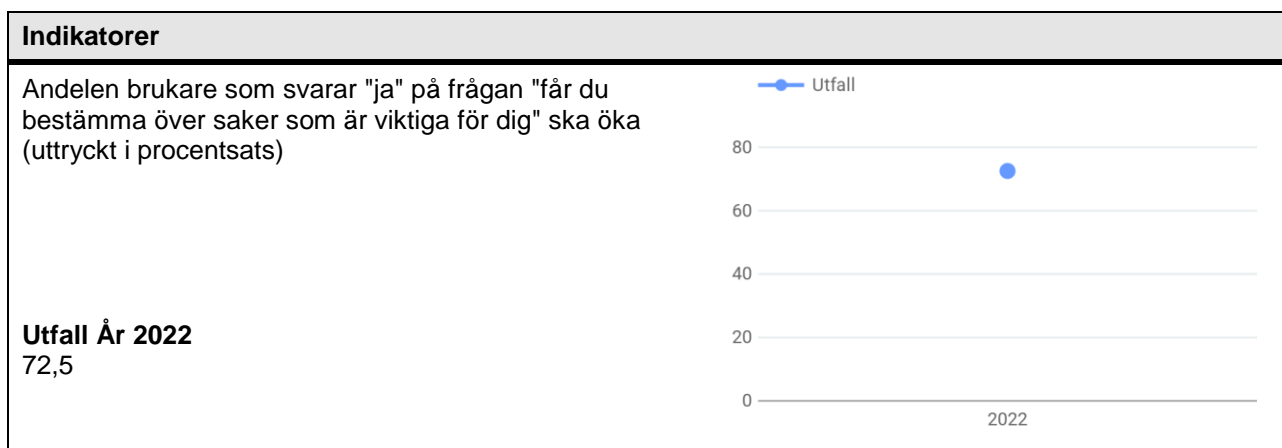 Indikatorer
Andelen brukare som svarar "ja" på frågan "får du
bestämma över saker som är viktiga för dig" ska öka
(uttryckt i procentsats)
Utfall År 2022
72,5
Utfall
80
60
40
20
0
2022